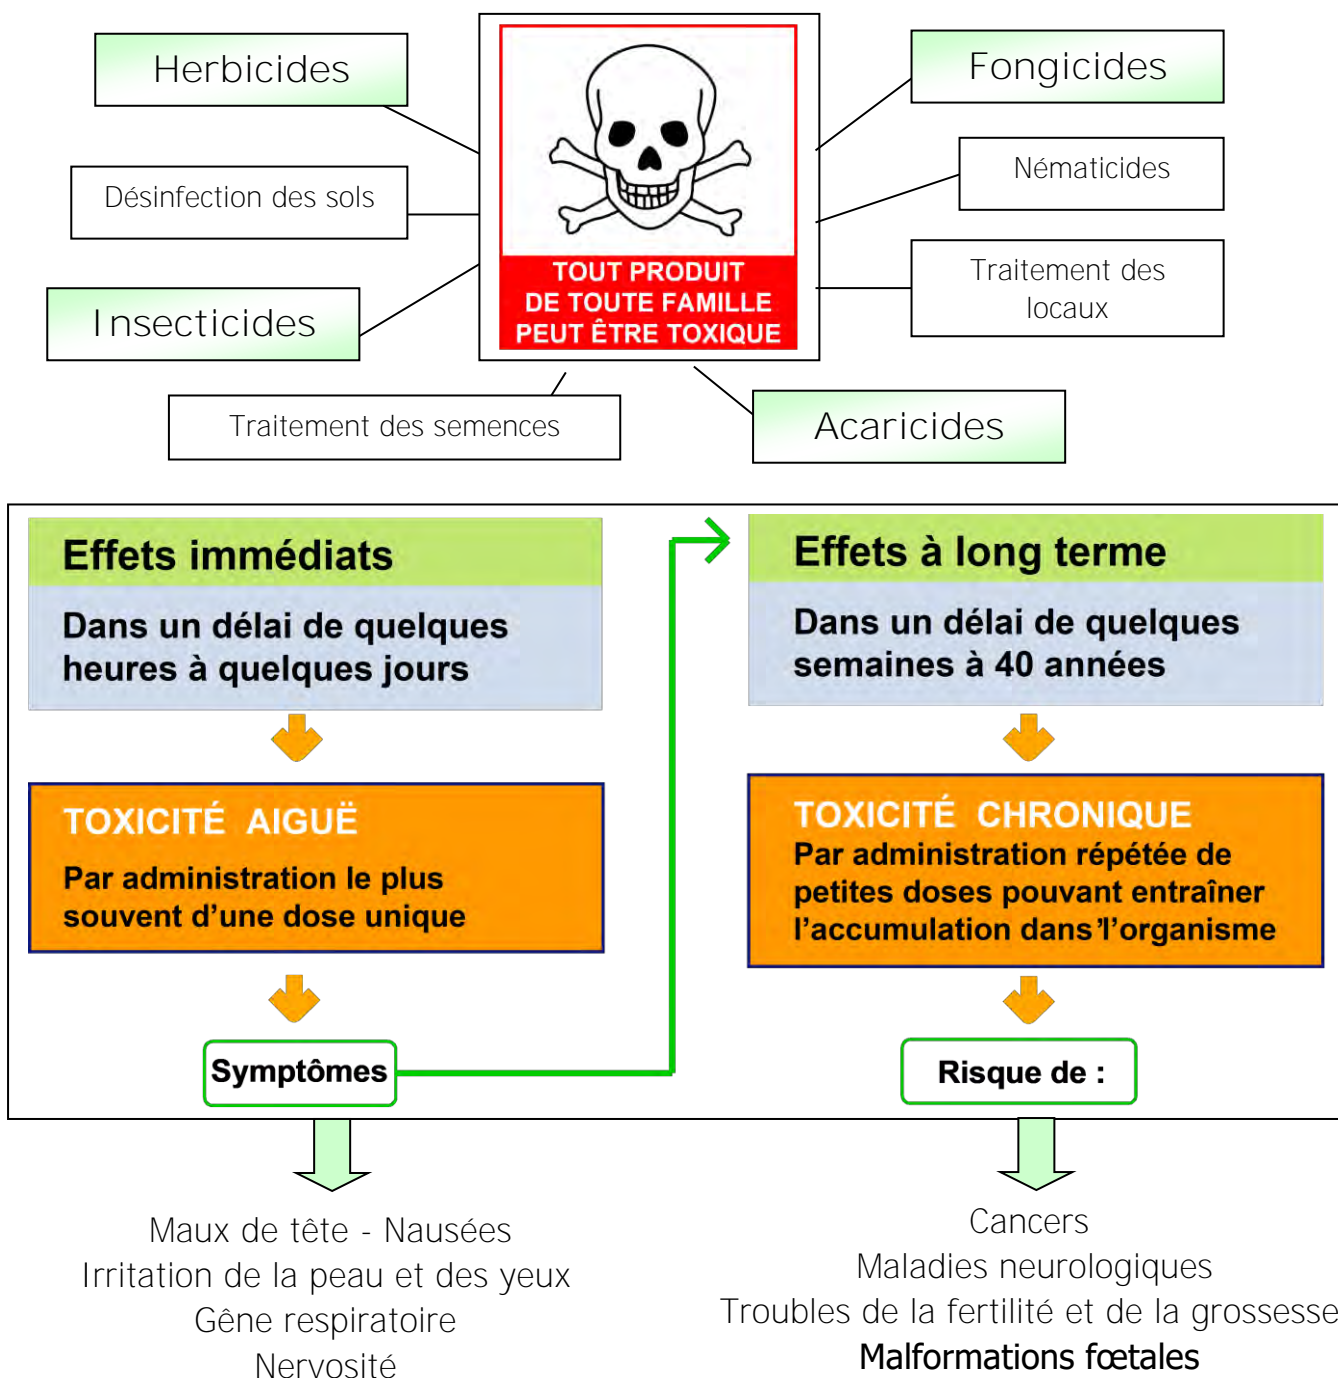 Herbicides
Fongicides
Désinfection des sols
Nématicides
Insecticides
Traitement des
locaux
TOUT PRODUIT
DE TOUTE FAMILLE
PEUT ÊTRE TOXIQUE
Traitement des semences
Acaricides
Effets immédiats
Dans un délai de quelques
heures à quelques jours
TOXICITÉ AIGUË
Par administration le plus
souvent d’une dose unique
Symptômes
Maux de tête - Nausées
Irritation de la peau et des yeux
Gêne respiratoire
Nervosité
Effets à long terme
Dans un délai de quelques
semaines à 40 années
TOXICITÉ CHRONIQUE
Par administration répétée de
petites doses pouvant entraîner
l’accumulation dans ’l’organisme
Risque de :
Cancers
Maladies neurologiques
Troubles de la fertilité et de la grossesse
Malformations fœtales